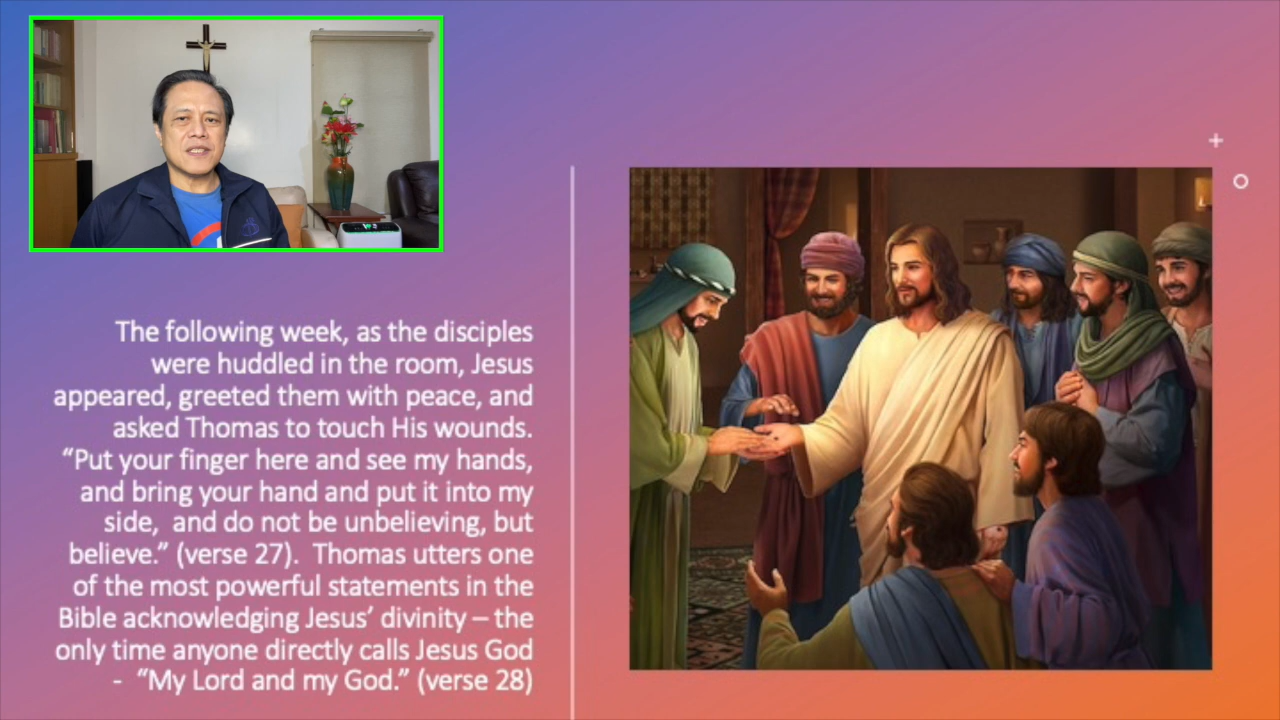 The following week, as the disciples
were huddled in the room, Jesus
appeared, greeted them with peace, and
asked Thomas to touch His wounds.
“Put your finger here and see my hands,
and bring your hand and put it into my
side,  and do not be unbelieving, but
believe.” (verse 27).  Thomas utters one
of the most powerful statements in the
Bible acknowledging Jesus’ divinity – the
only time anyone directly calls Jesus God
-  “My Lord and my God.” (verse 28)